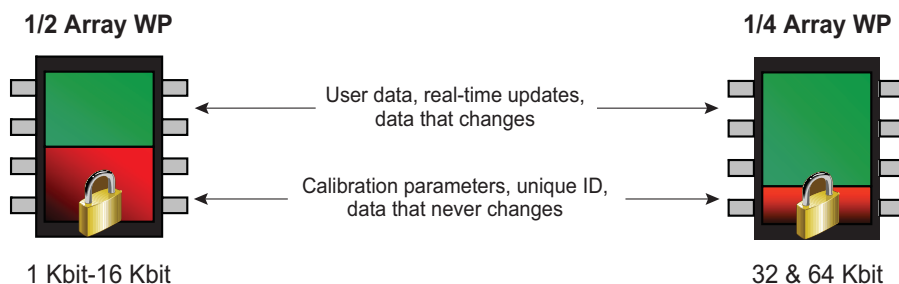 1/2 Array WP
1/4 Array WP
User data, real-time updates,
data that changes
Calibration parameters, unique ID,
data that never changes
1 Kbit-16 Kbit
32 & 64 Kbit